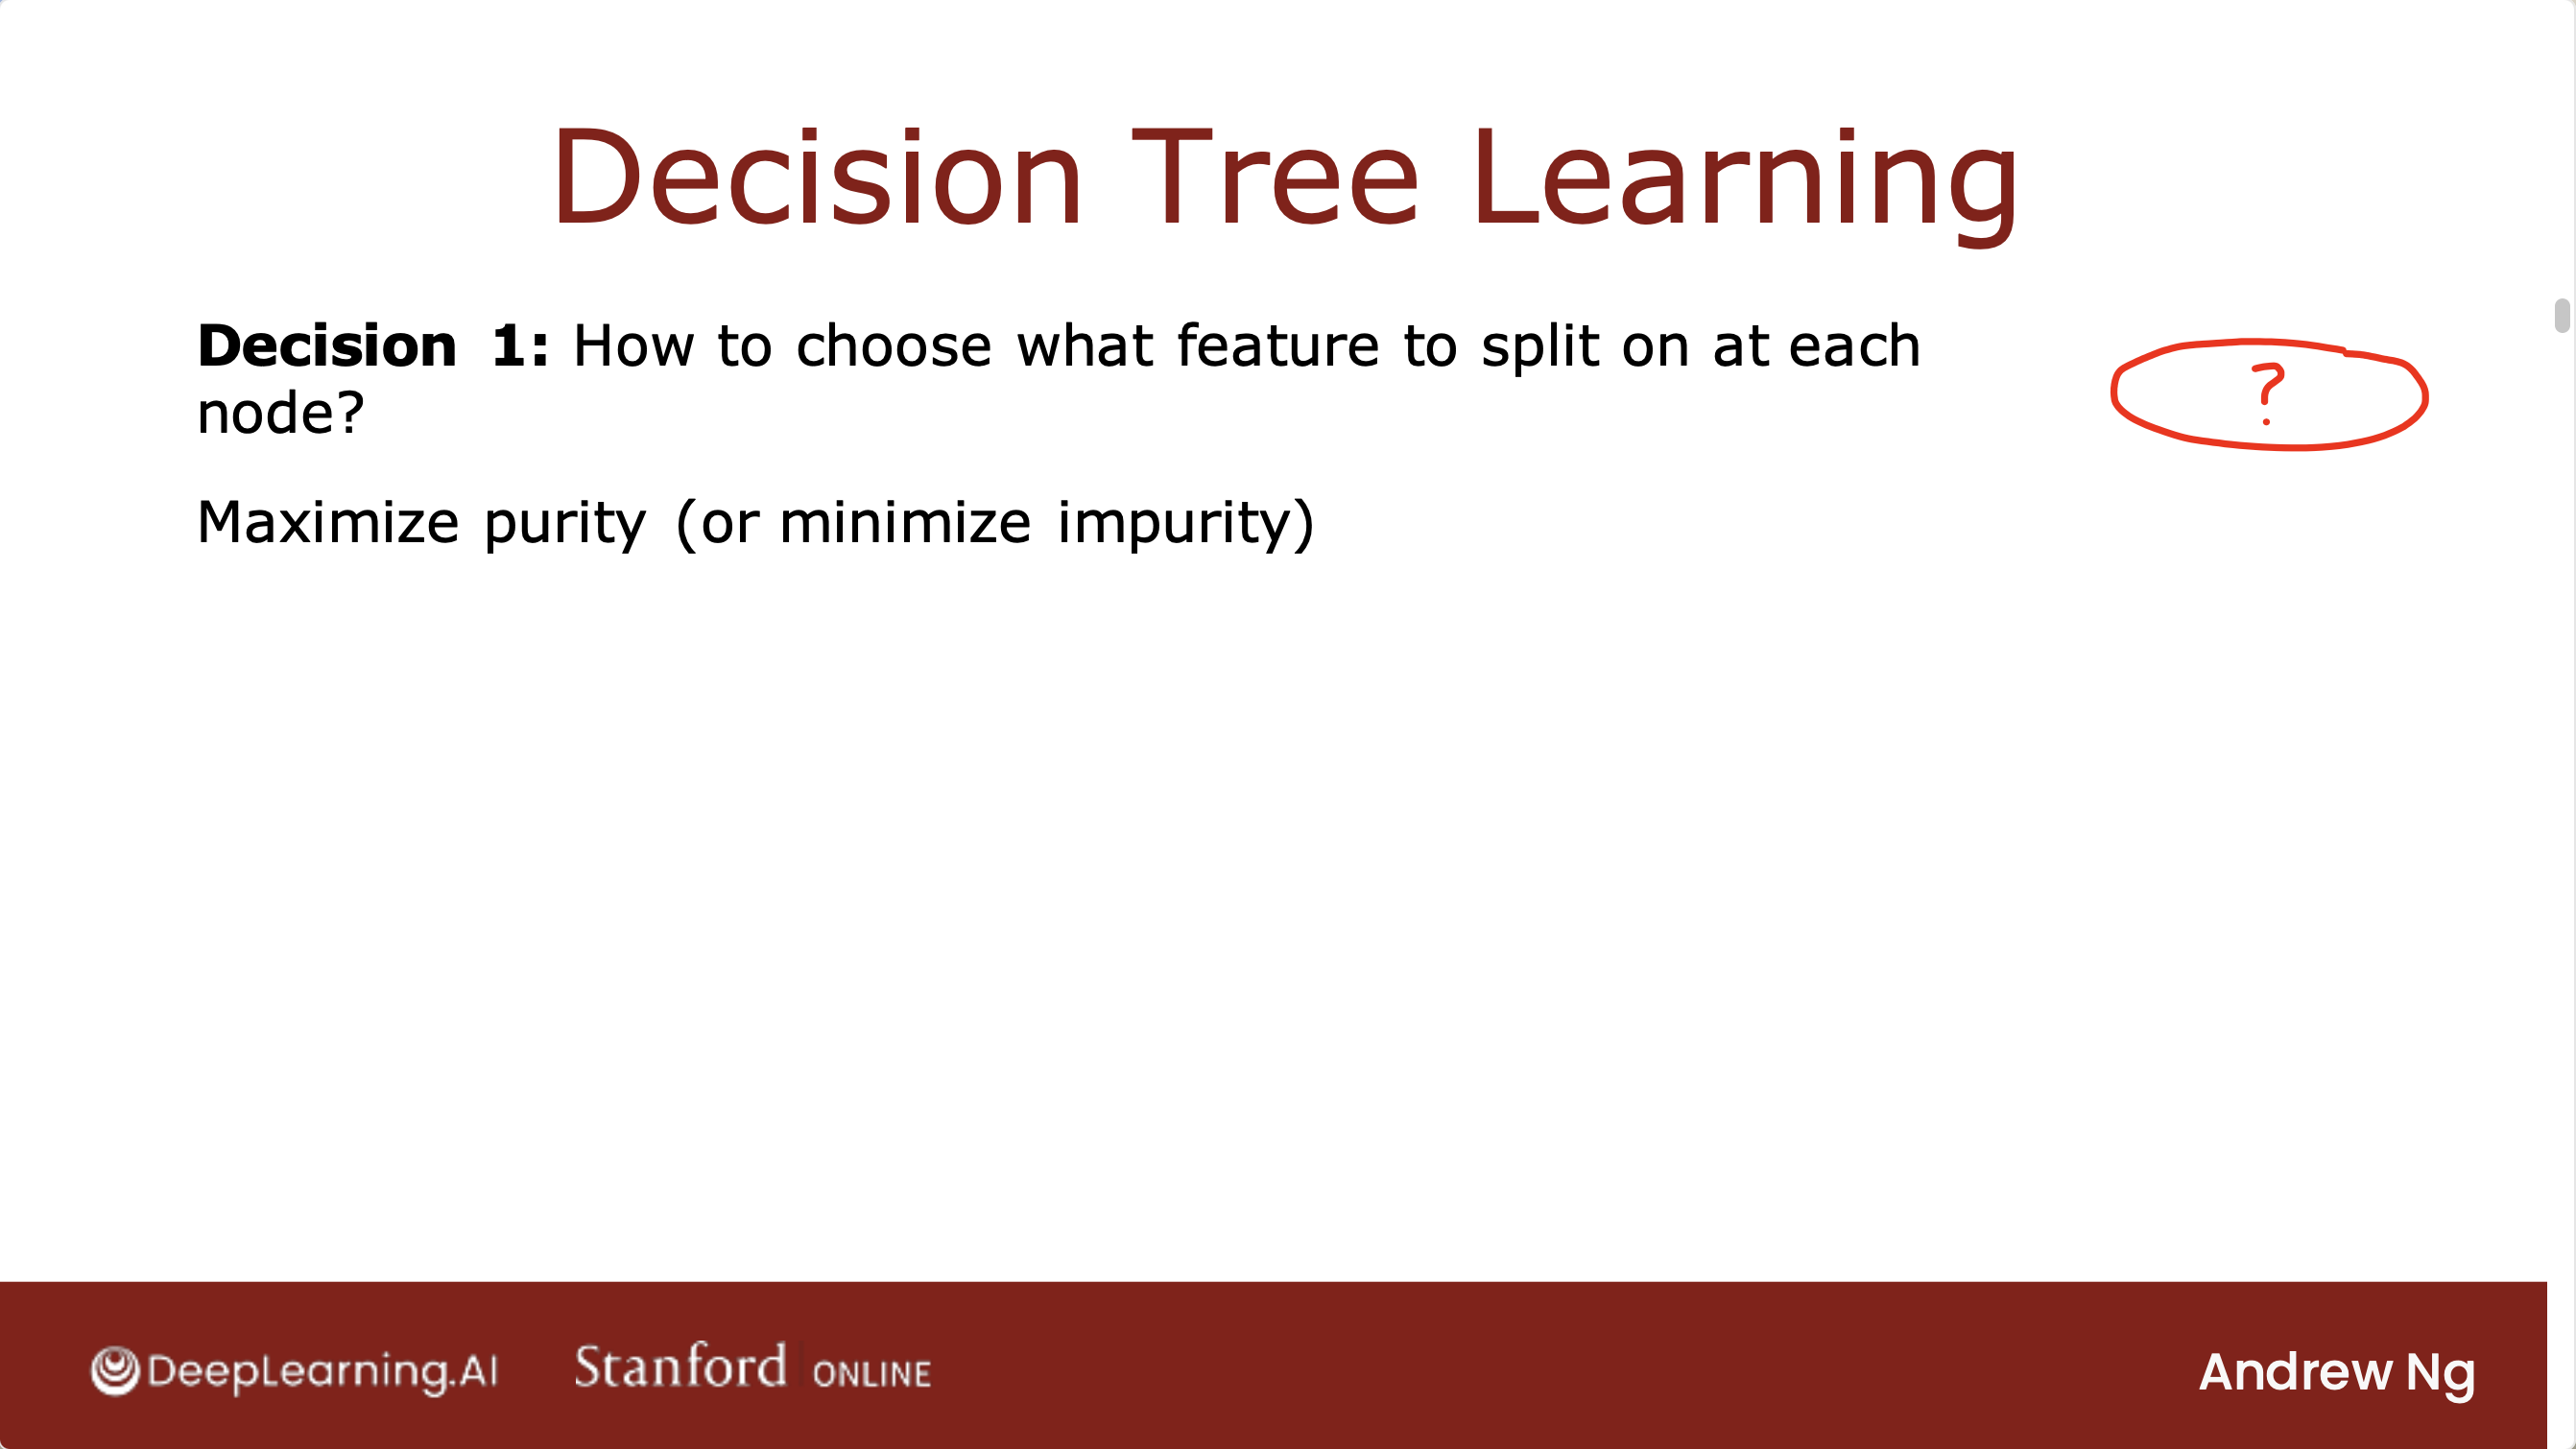 Decision Tree Learning
Decision 1: How to choose what feature to split on at each
node?
?
Maximize purity (or minimize impurity)
DeepLearning.AI
Stanford ONLINE
Andrew Ng